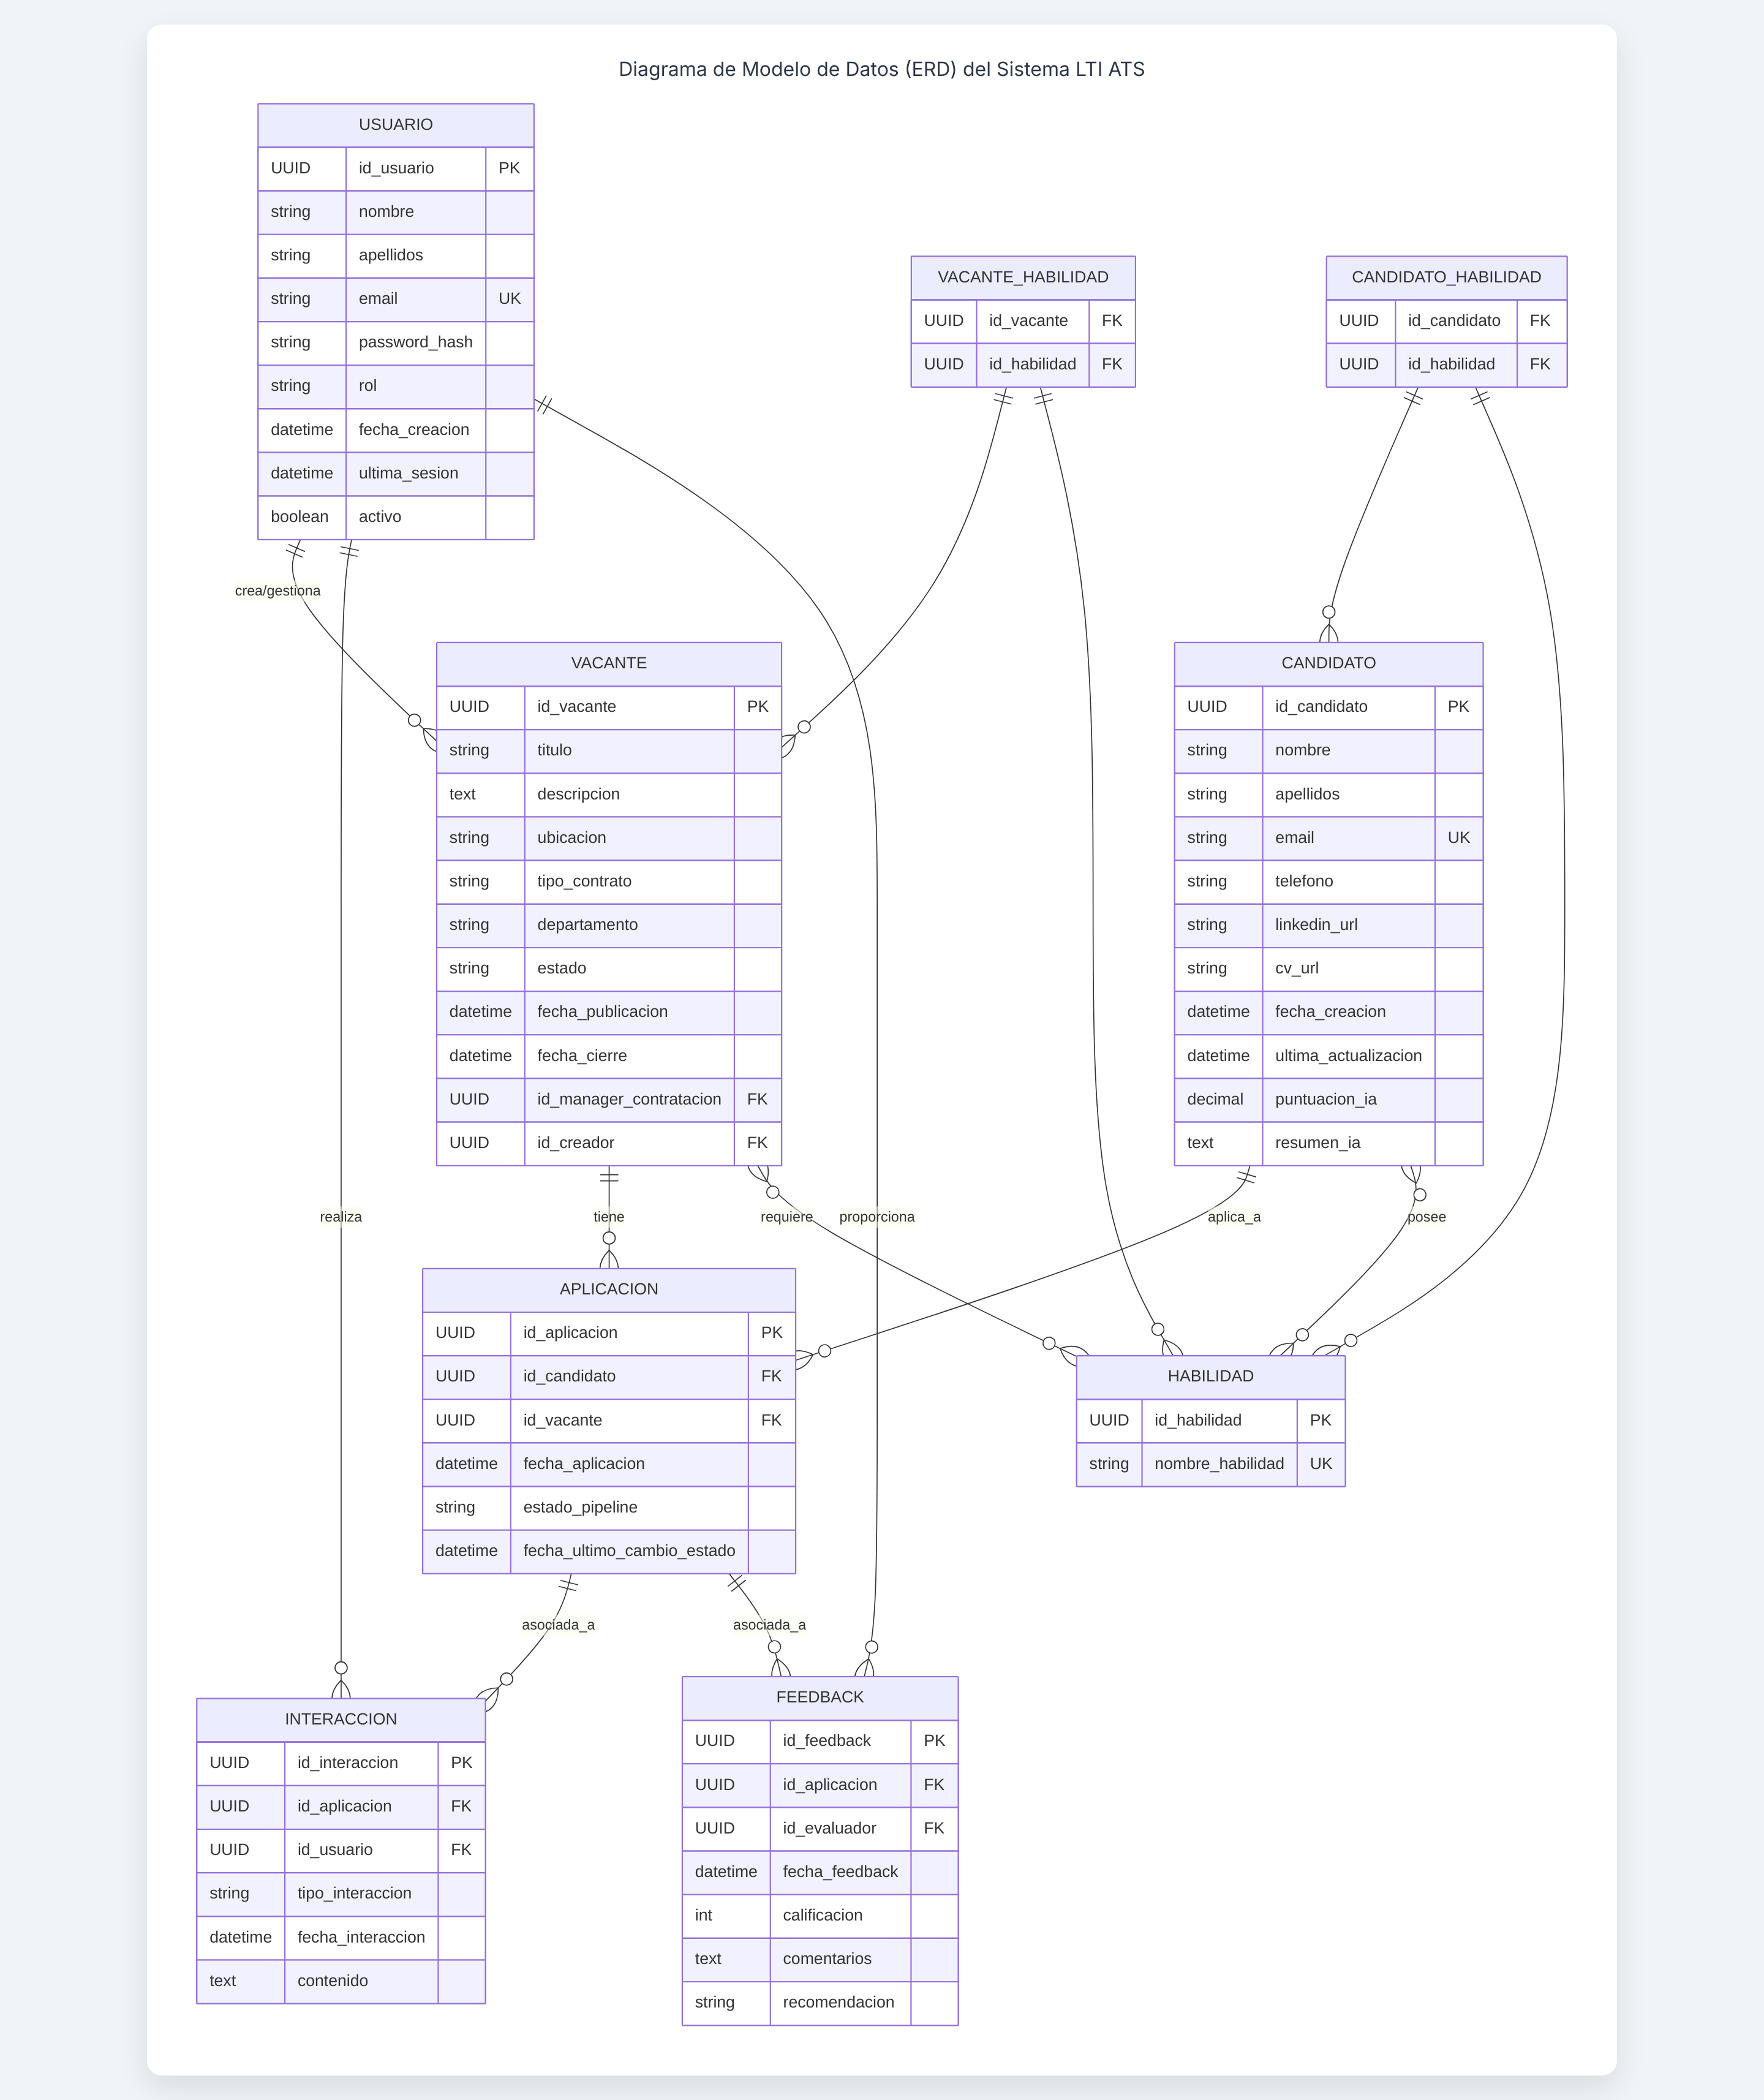 Diagrama de Modelo de Datos (ERD) del Sistema LTI ATS
USUARIO
UUID id_usuario PK
string nombre
string apellidos
string email UK
string password_hash
string rol
datetime fecha_creacion
datetime ultima_sesion
boolean activo
VACANTE_HABILIDAD
UUID id_vacante FK
UUID id_habilidad FK
CANDIDATO_HABILIDAD
UUID id_candidato FK
UUID id_habilidad FK
crea/gestiona
VACANTE
UUID id_vacante PK
string titulo
text descripcion
string ubicacion
string tipo_contrato
string departamento
string estado
datetime fecha_publicacion
datetime fecha_cierre
UUID id_manager_contratacion FK
UUID id_creador FK
CANDIDATO
UUID id_candidato PK
string nombre
string apellidos
string email UK
string telefono
string linkedin_url
string cv_url
datetime fecha_creacion
datetime ultima_actualizacion
decimal puntuacion_ia
text resumen_ia
realiza
tiene
requiere
proporciona
aplica_a
posee
APLICACION
UUID id_aplicacion PK
UUID id_candidato FK
UUID id_vacante FK
datetime fecha_aplicacion
string estado_pipeline
datetime fecha_ultimo_cambio_estado
HABILIDAD
UUID id_habilidad PK
string nombre_habilidad UK
asociada_a
asociada_a
INTERACCION
UUID id_interaccion PK
UUID id_aplicacion FK
UUID id_usuario FK
string tipo_interaccion
datetime fecha_interaccion
text contenido
FEEDBACK
UUID id_feedback PK
UUID id_aplicacion FK
UUID id_evaluador FK
datetime fecha_feedback
int calificacion
text comentarios
string recomendacion